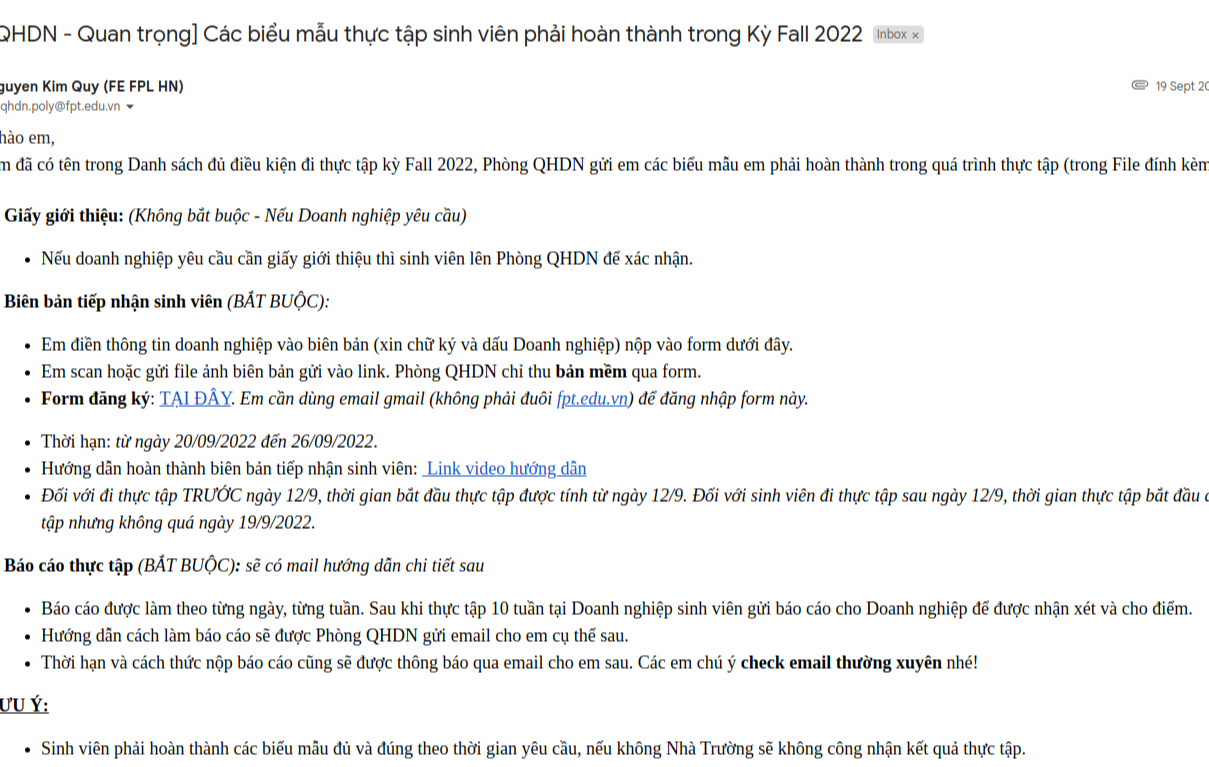 QHDN - Quan trọng] Các biểu mẫu thực tập sinh viên phải hoàn thành trong Kỳ Fall 2022 Inbox ×
guyen Kim Quy (FE FPL HN) 19 Sept 20
qhdn.poly@fpt.edu.vn
hào em,
m đã có tên trong Danh sách đủ điều kiện đi thực tập kỳ Fall 2022, Phòng QHDN gửi em các biểu mẫu em phải hoàn thành trong quá trình thực tập (trong File đính kèm
Giấy giới thiệu: (Không bắt buộc - Nếu Doanh nghiệp yêu cầu)
• Nếu doanh nghiệp yêu cầu cần giấy giới thiệu thì sinh viên lên Phòng QHDN để xác nhận.
Biên bản tiếp nhận sinh viên (BẮT BUỘC):
• Em điền thông tin doanh nghiệp vào biên bản (xin chữ ký và dấu Doanh nghiệp) nộp vào form dưới đây.
• Em scan hoặc gửi file ảnh biên bản gửi vào link. Phòng QHDN chỉ thu bản mềm qua form.
• Form đăng ký: TẠI ĐÂY. Em cần dùng email gmail (không phải đuôi fpt.edu.vn) để đăng nhập form này.
• Thời hạn: từ ngày 20/09/2022 đến 26/09/2022.
• Hướng dẫn hoàn thành biên bản tiếp nhận sinh viên: Link video hướng dẫn
• Đối với đi thực tập TRƯỚC ngày 12/9, thời gian bắt đầu thực tập được tính từ ngày 12/9. Đối với sinh viên đi thực tập sau ngày 12/9, thời gian thực tập bắt đầu
tập nhưng không quá ngày 19/9/2022.
Báo cáo thực tập (BẮT BUỘC): sẽ có mail hướng dẫn chi tiết sau
• Báo cáo được làm theo từng ngày, từng tuần. Sau khi thực tập 10 tuần tại Doanh nghiệp sinh viên gửi báo cáo cho Doanh nghiệp để được nhận xét và cho điểm.
• Hướng dẫn cách làm báo cáo sẽ được Phòng QHDN gửi email cho em cụ thể sau.
• Thời hạn và cách thức nộp báo cáo cũng sẽ được thông báo qua email cho em sau. Các em chú ý check email thường xuyên nhé!
ƯU Ý:
• Sinh viên phải hoàn thành các biểu mẫu đủ và đúng theo thời gian yêu cầu, nếu không Nhà Trường sẽ không công nhận kết quả thực tập.